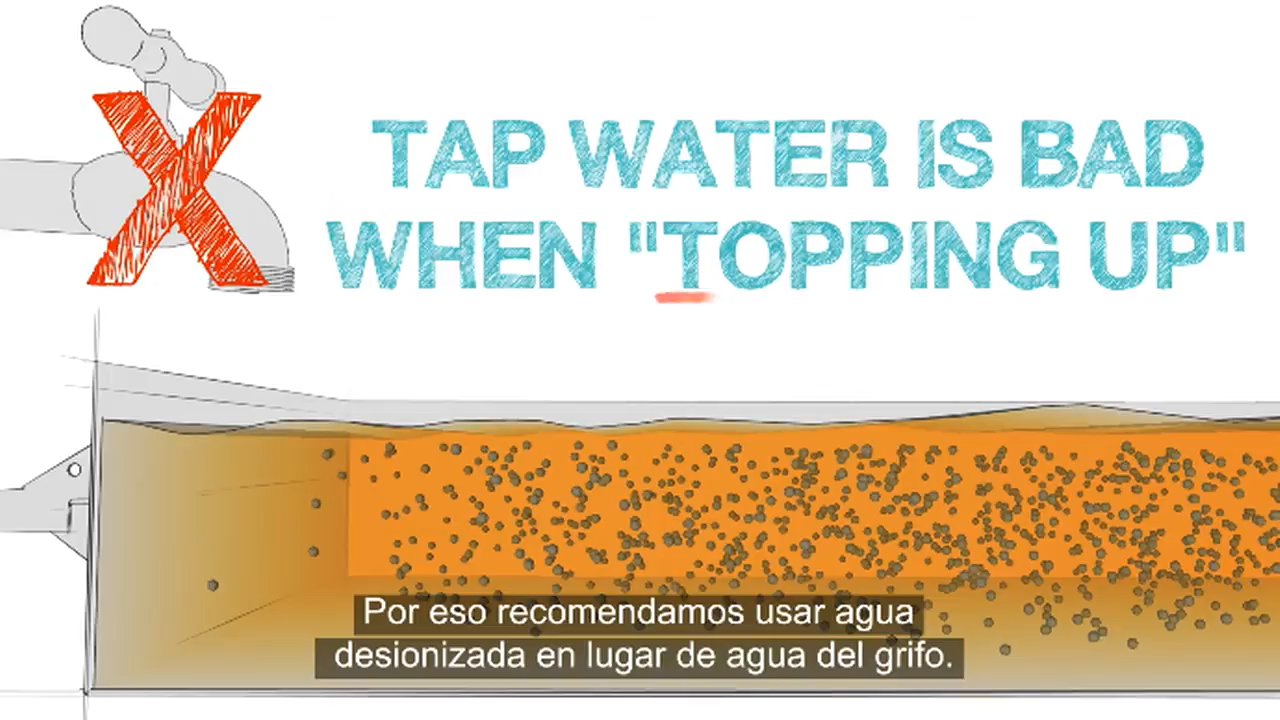 TAP WATER IS BAD
WHEN "TOPPING UP"
Por eso recomendamos usar agua
desionizada en lugar de agua del grifo.